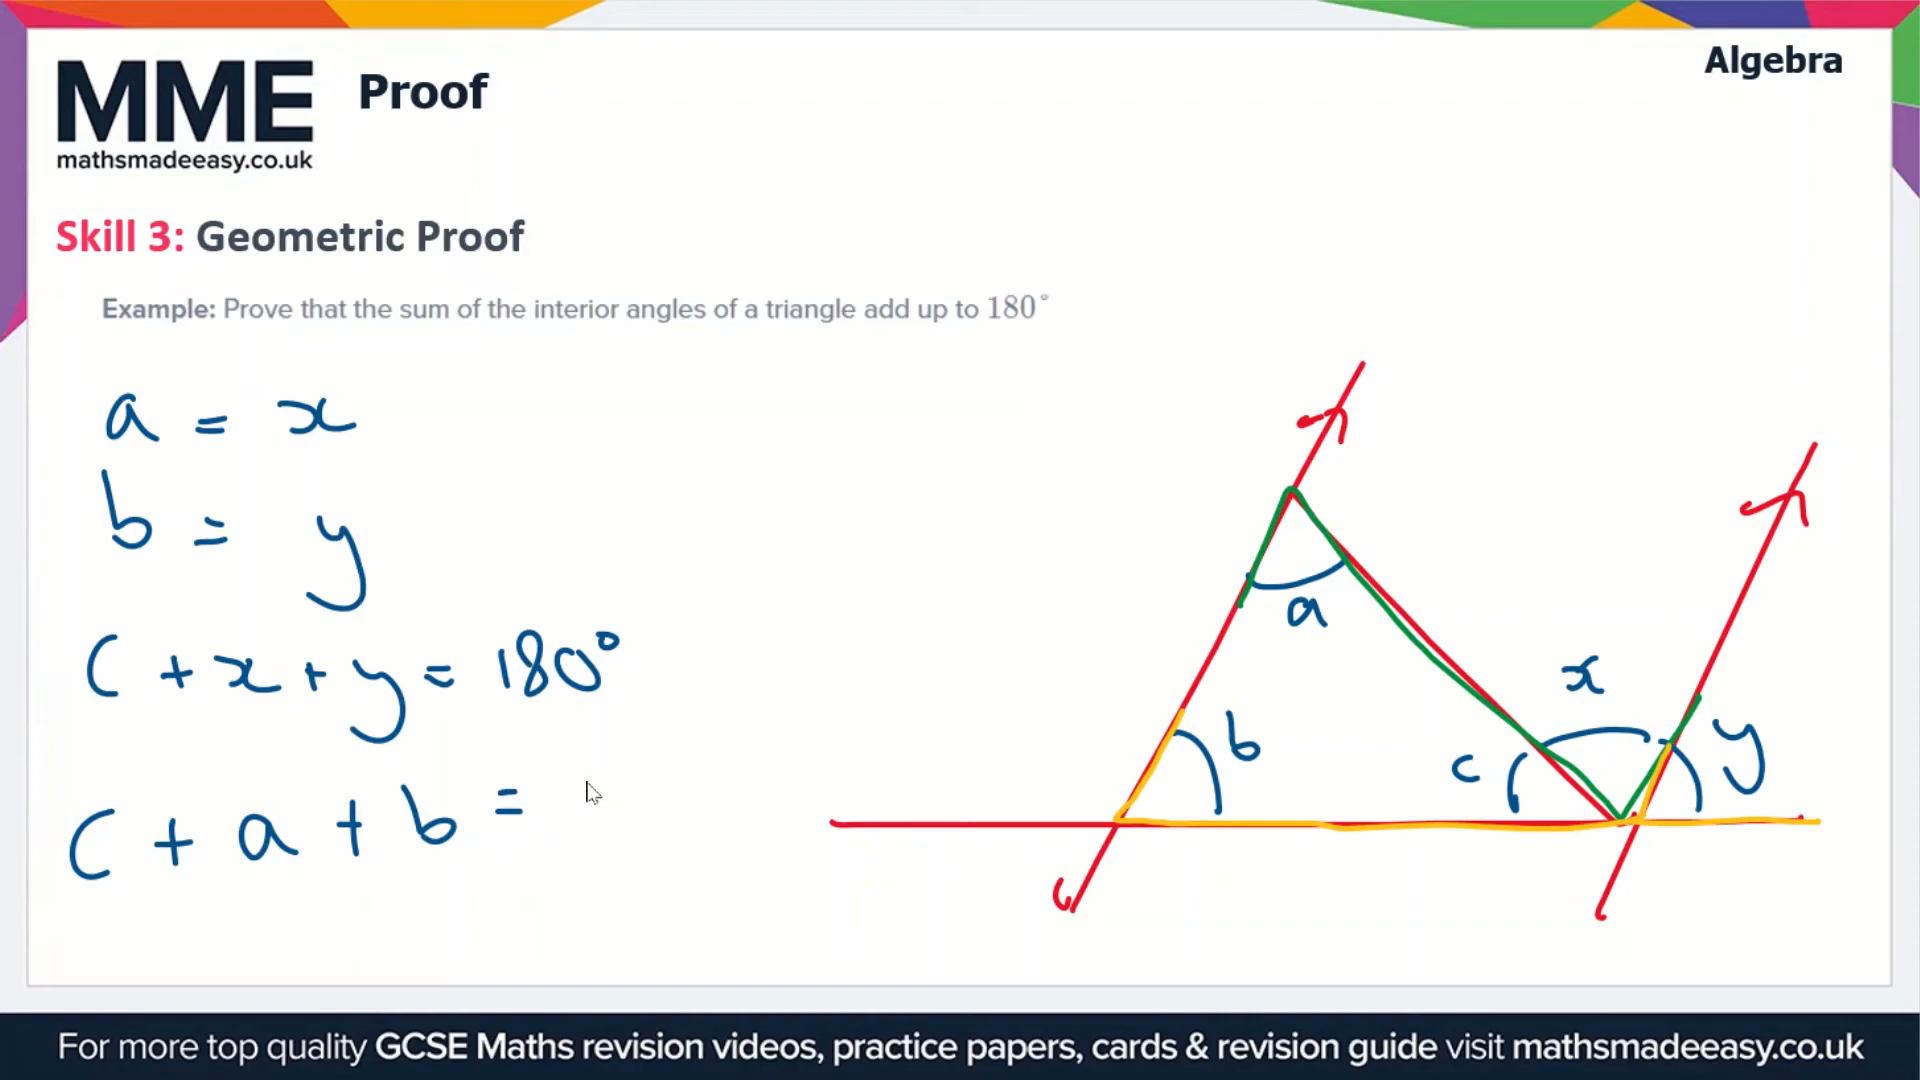 Algebra
MME Proof
mathsmadeeasy.co.uk
Skill 3: Geometric Proof
Example: Prove that the sum of the interior angles of a triangle add up to 180°
a = x
b = y
c + x + y = 180°
c + a + b =
a
b
c
x
y
For more top quality GCSE Maths revision videos, practice papers, cards & revision guide visit mathsmadeeasy.co.uk